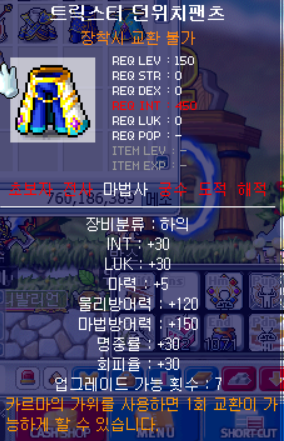 트릭스터 던위치팬츠
장착시 교환 불가
REQ LEV : 150
REQ STR : 0
REQ DEX : 0
REQ INT : 450
REQ LUK : 0
REQ POP : -
ITEM LEV : -
ITEM EXP : -
초보자 전사 마법사 궁수 도적 해적
760,186,389 메소
장비분류 : 하의
INT : +30
LUK : +30
마력 : +5
물리방어력 : +120
마법방어력 : +150
명중률 : +30
회피율 : +30
업그레이드 가능 횟수 : 7
카르마의 가위를 사용하면 1회 교환이 가
능하게 할 수 있습니다.
MENU
SHORT-CUT